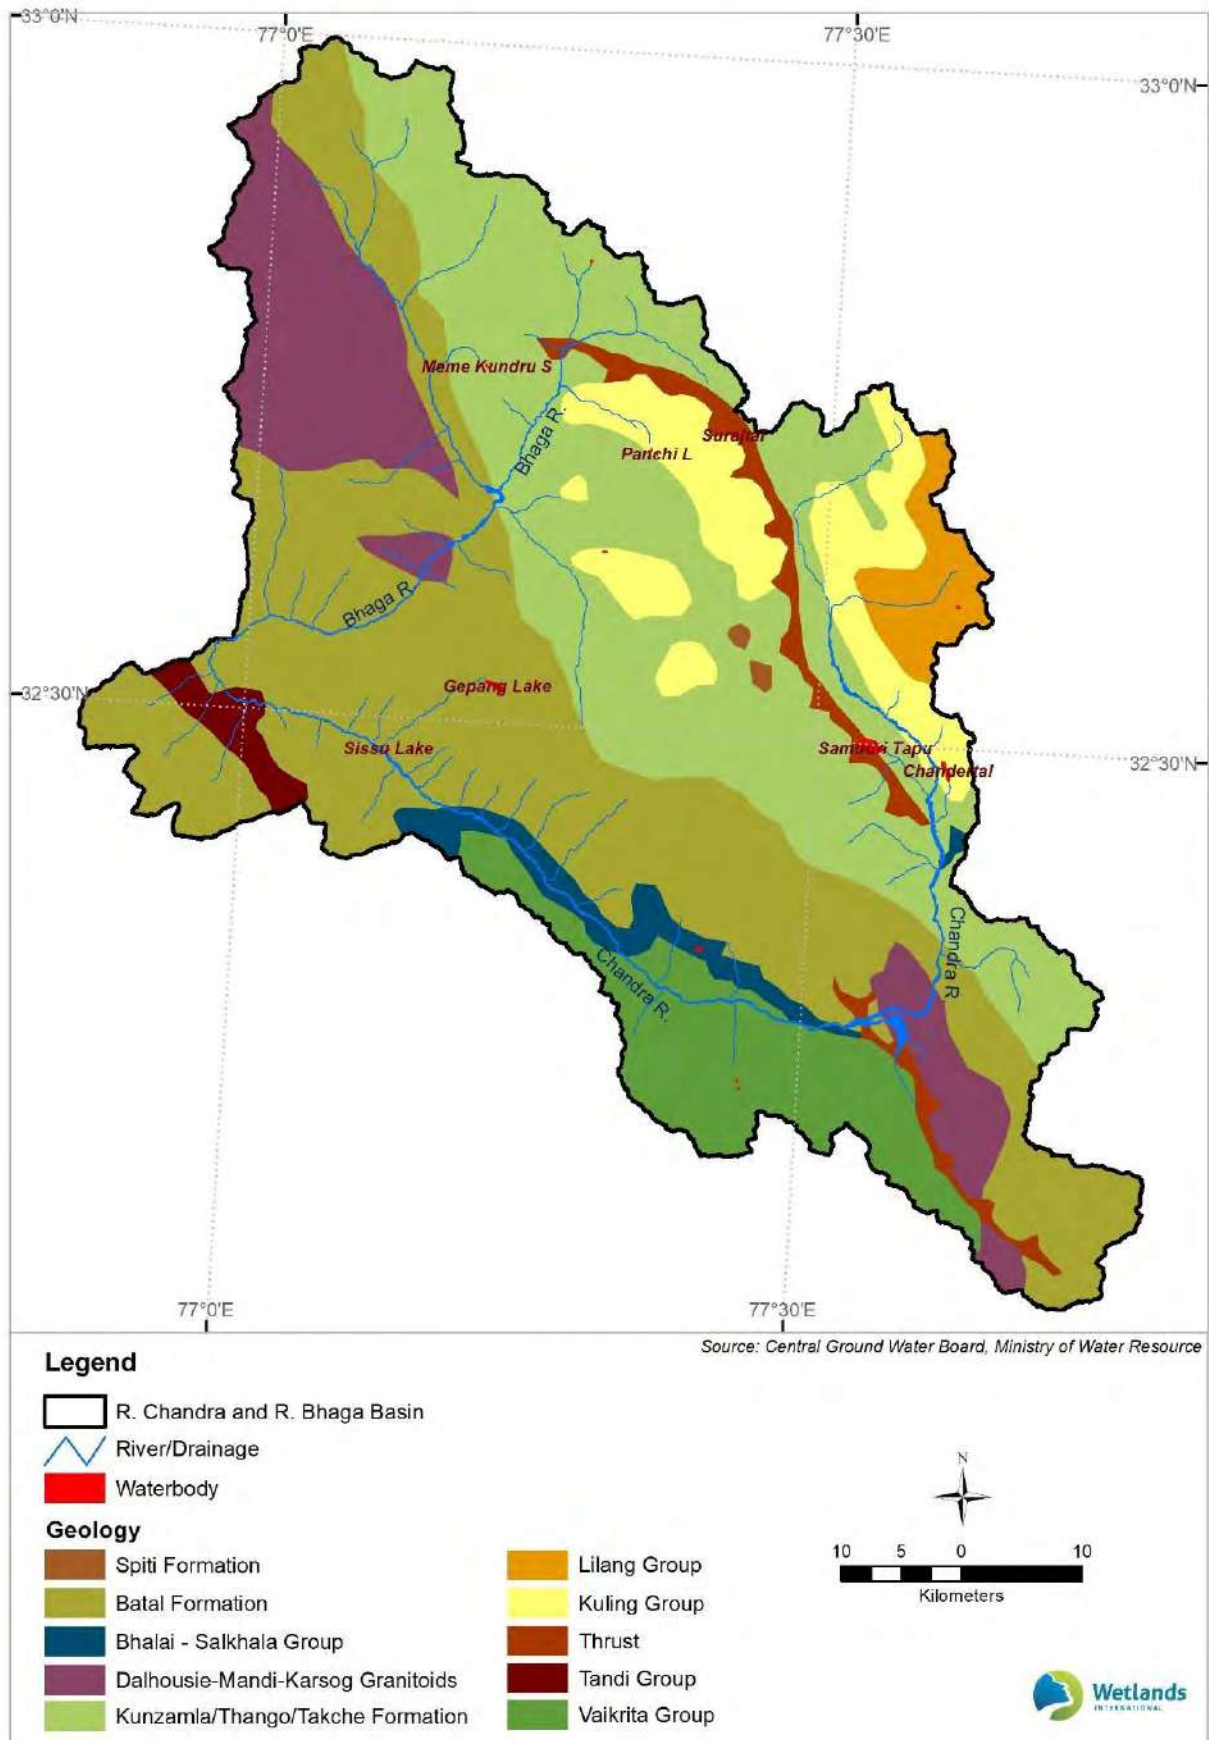 33°0'N
77°0'E
77°30'E
33°0'N
Meme Kundru S
Bhaga R.
Surajtal
Panchi L
Bhaga R.
32°30'N
Gepang Lake
Sissu Lake
Samudri Tapu
32°30'N
Chandertal
Chandra R.
Chandra R.
77°0'E
77°30'E
Source: Central Ground Water Board, Ministry of Water Resource
Legend
R. Chandra and R. Bhaga Basin
River/Drainage
Waterbody
Geology
Spiti Formation
Batal Formation
Bhalai - Salkhala Group
Dalhousie-Mandi-Karsog Granitoids
Kunzamla/Thango/Takche Formation
Lilang Group
Kuling Group
Thrust
Tandi Group
Vaikrita Group
N
10 5 0 10
Kilometers
Wetlands
INTERNATIONAL